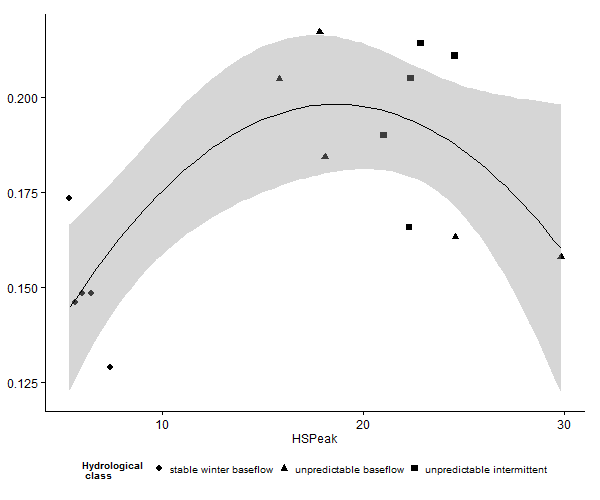 0.200
0.175
0.150
0.125
10 20 30
HSPeak
Hydrological
class
stable winter baseflow unpredictable baseflow unpredictable intermittent